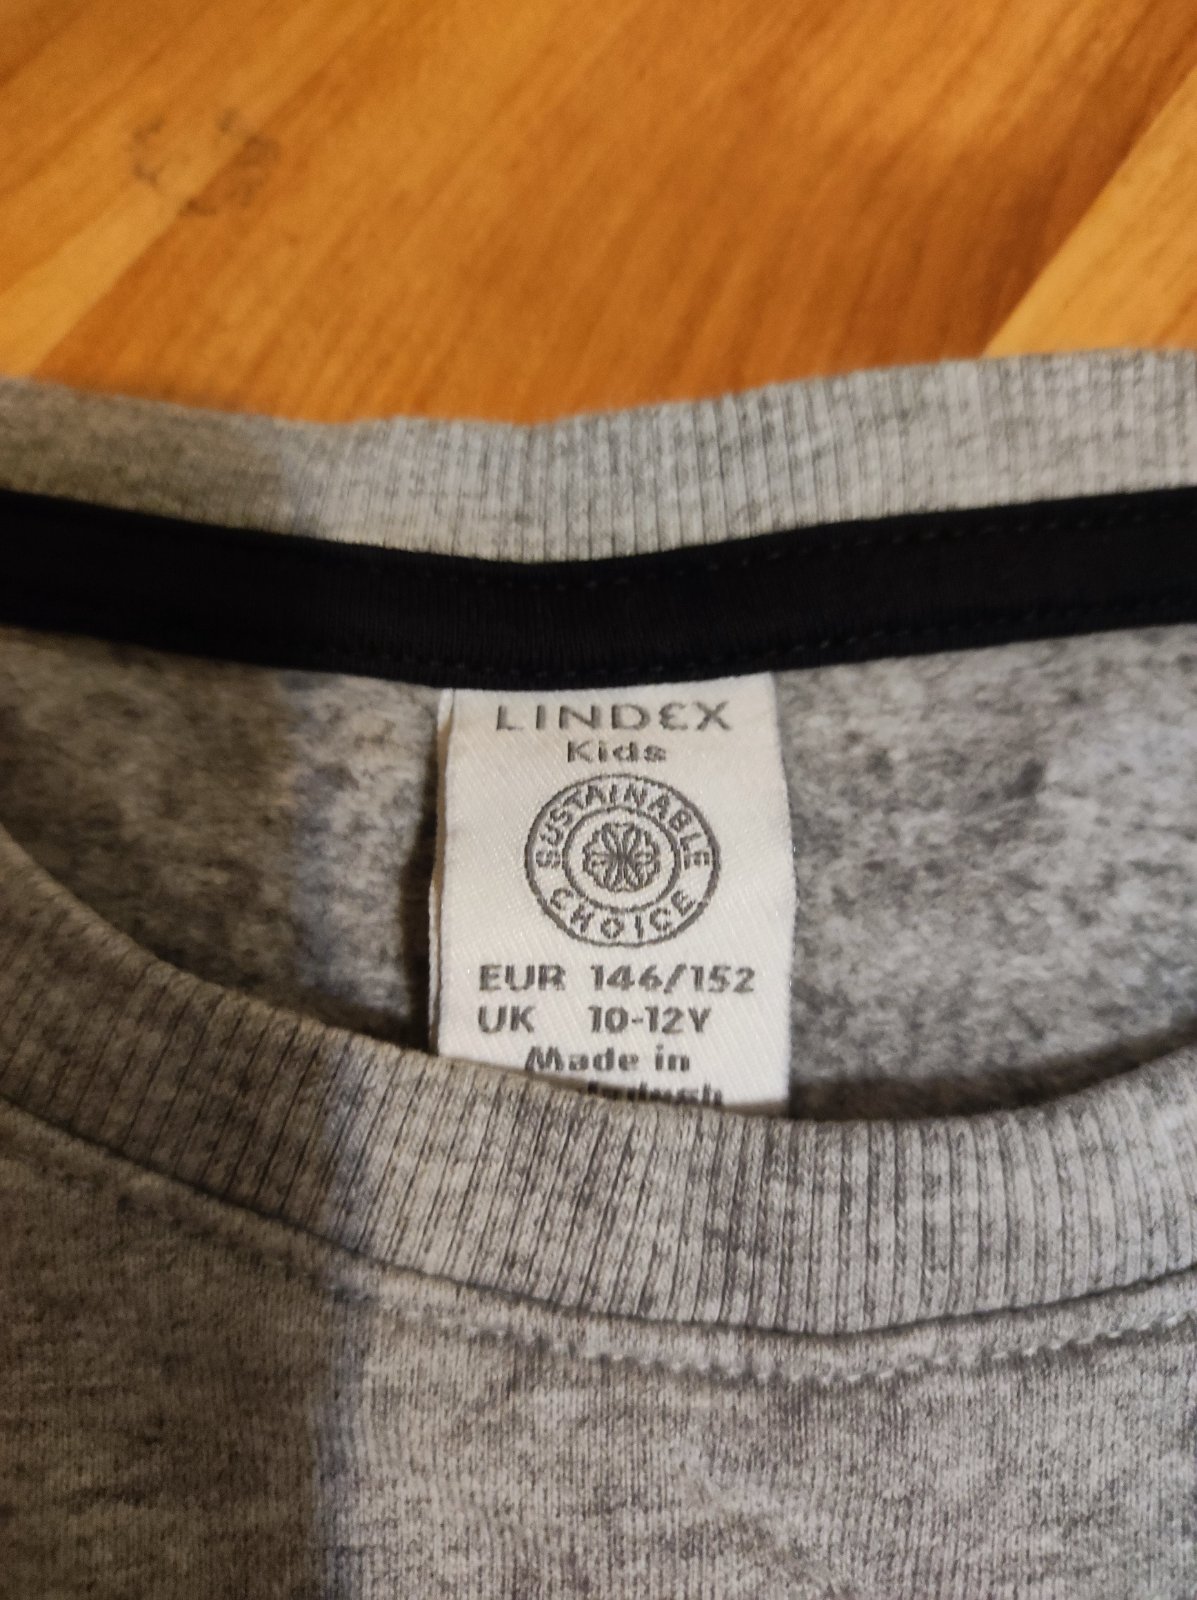 LINDEX
Kids
SUSTAINABLE
CHOICE
EUR 146/152
UK 10-12Y
Made in